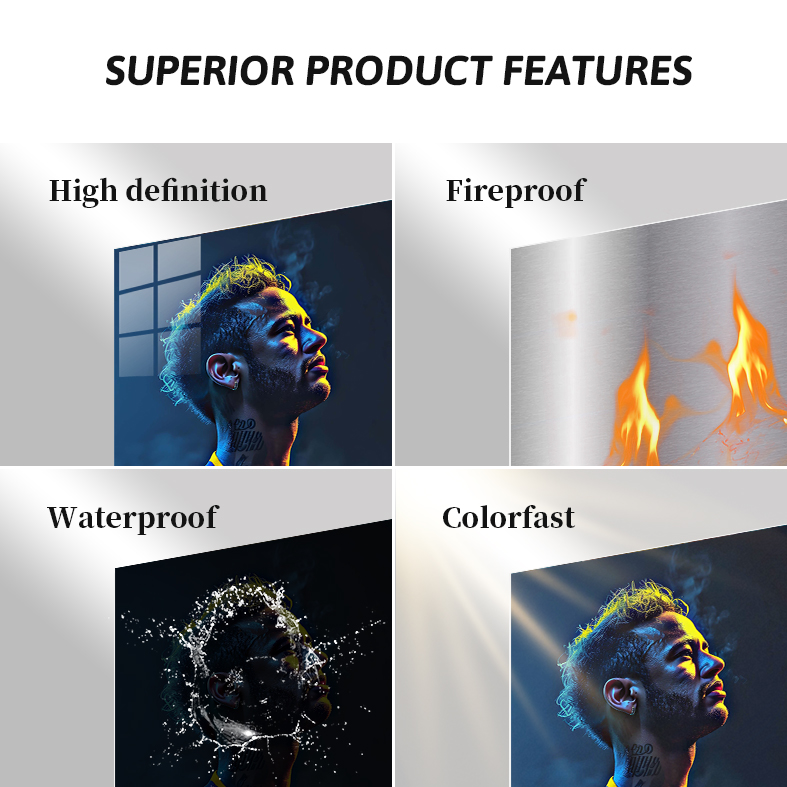 SUPERIOR PRODUCT FEATURES
High definition
Fireproof
Waterproof
Colorfast